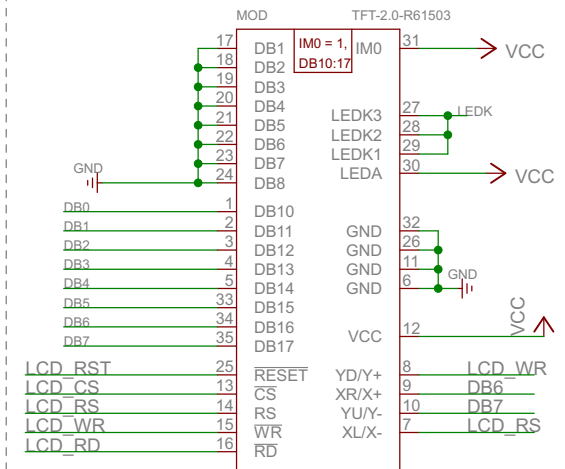 MOD TFT-2.0-R61503
17 DB1 IM0 = 1, IM0 31 VCC
18 DB2 DB10:17
19 DB3
20 DB4 LEDK3 27 LEDK
21 DB5 LEDK2 28
22 DB6 LEDK1 29
23 DB7 LEDA 30 VCC
GND 24 DB8
DB0 1 DB10
DB1 2 DB11 GND 32
DB2 3 DB12 GND 26
DB3 4 DB13 GND 11 GND
DB4 5 DB14 GND 6
DB5 33 DB15
DB6 34 DB16 VCC 12 VCC
DB7 35 DB17
LCD_RST 25 RESET YD/Y+ 8 LCD_WR
LCD_CS 13 CS XR/X+ 9 DB6
LCD_RS 14 RS YU/Y- 10 DB7
LCD_WR 15 WR XL/X- 7 LCD_RS
LCD_RD 16 RD